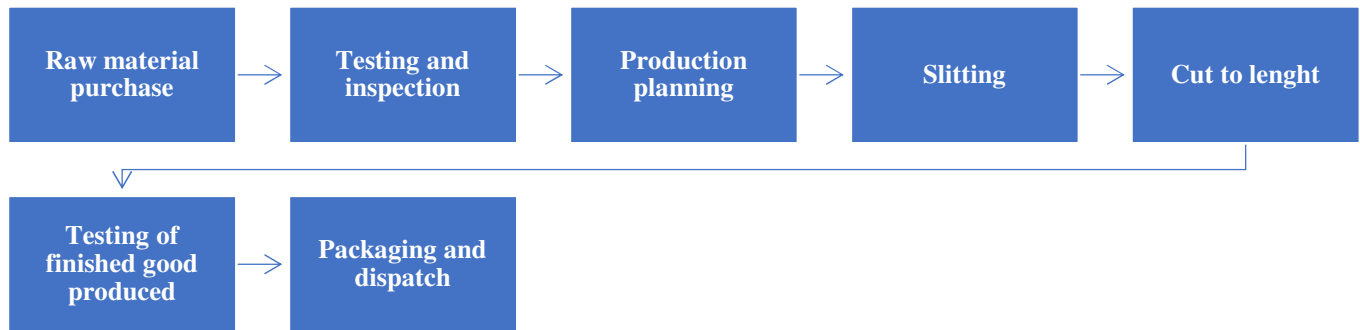 Raw material
purchase
Testing and
inspection
Production
planning
Slitting
Cut to lenght
Testing of
finished good
produced
Packaging and
dispatch